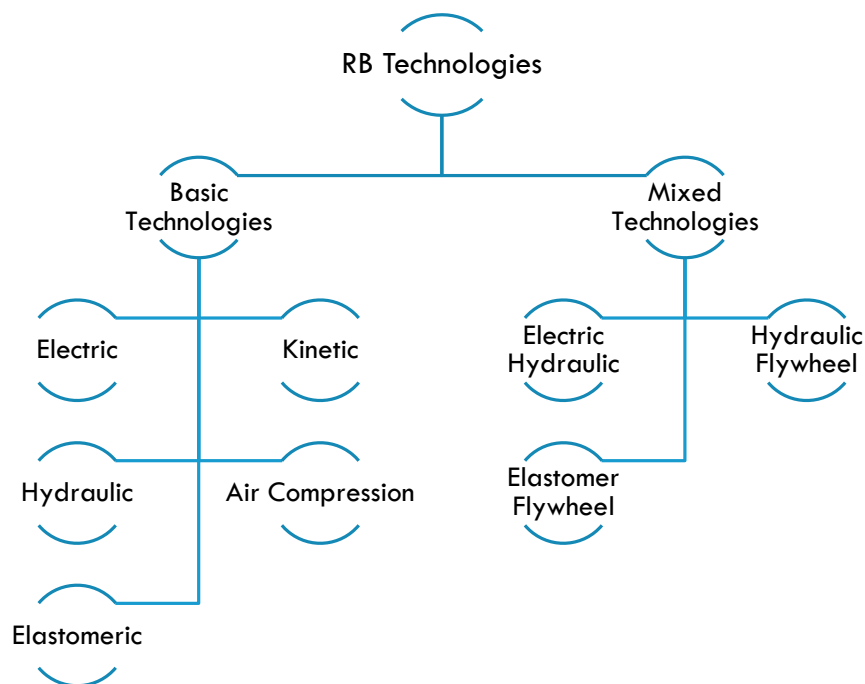 RB Technologies
Basic
Technologies
Mixed
Technologies
Electric
Kinetic
Electric
Hydraulic
Hydraulic
Flywheel
Hydraulic
Air Compression
Elastomer
Flywheel
Elastomeric